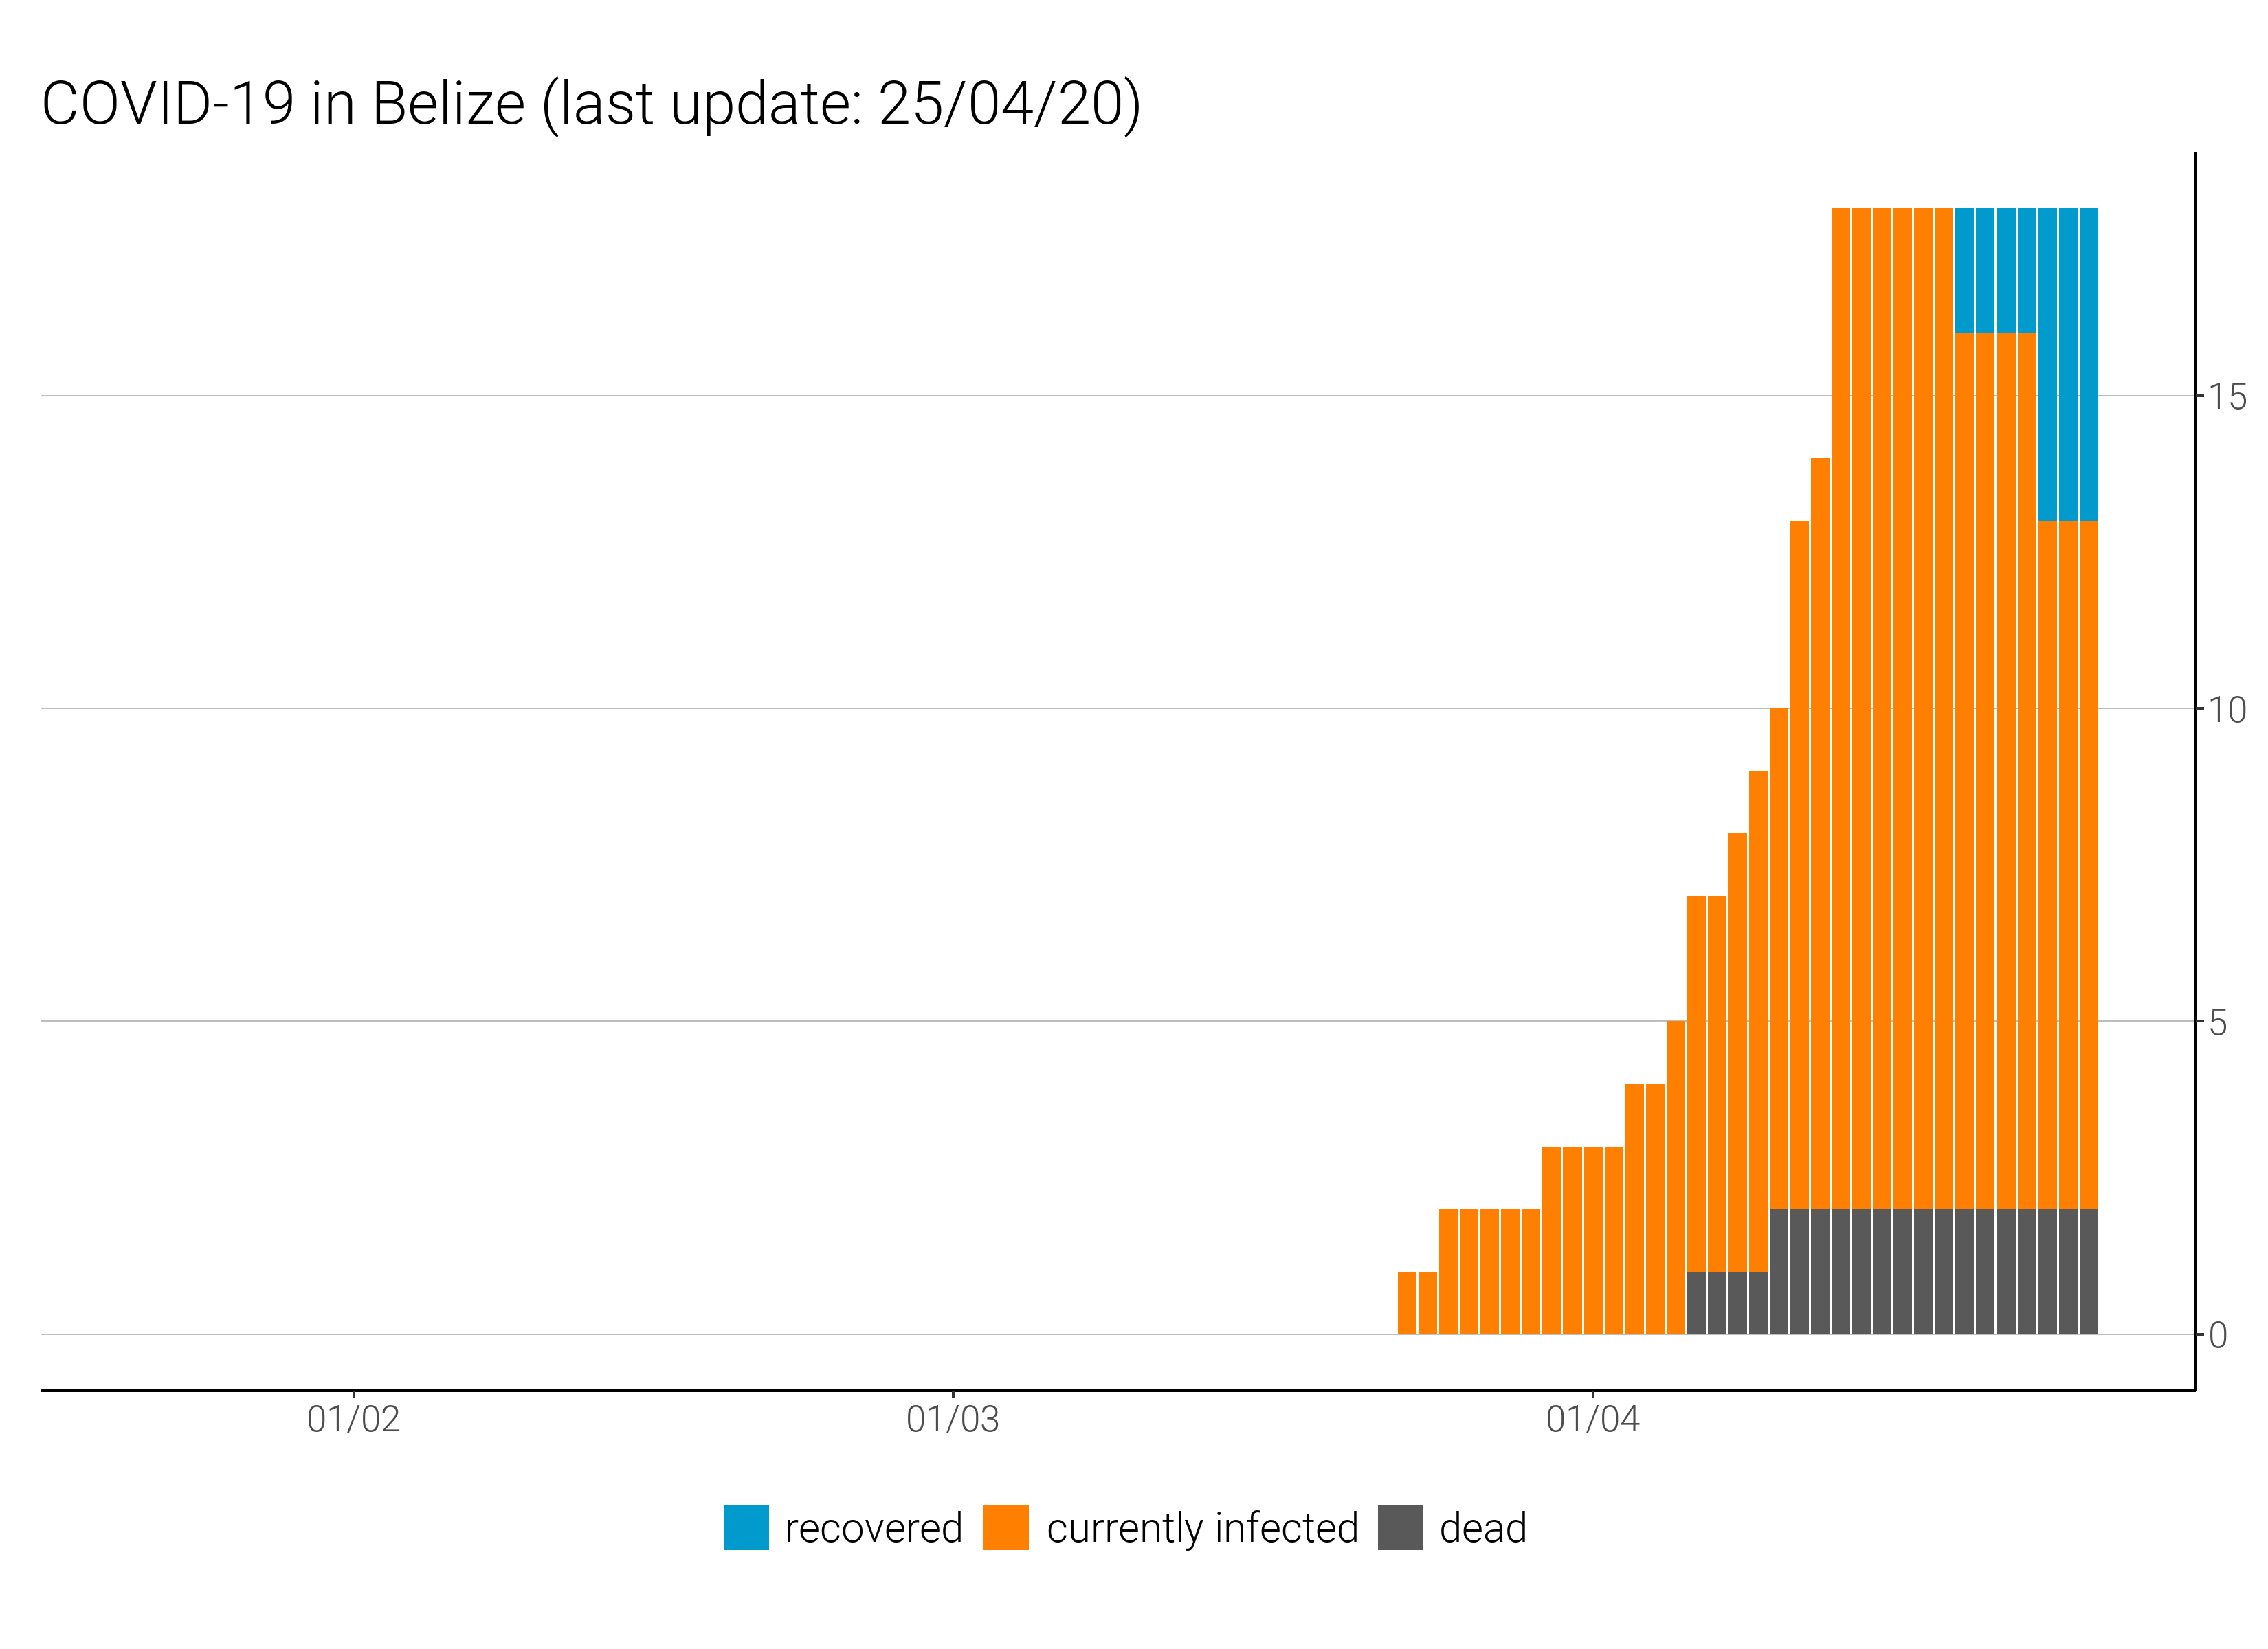 COVID-19 in Belize (last update: 25/04/20)
15
10
5
0
01/02 01/03 01/04
recovered currently infected dead